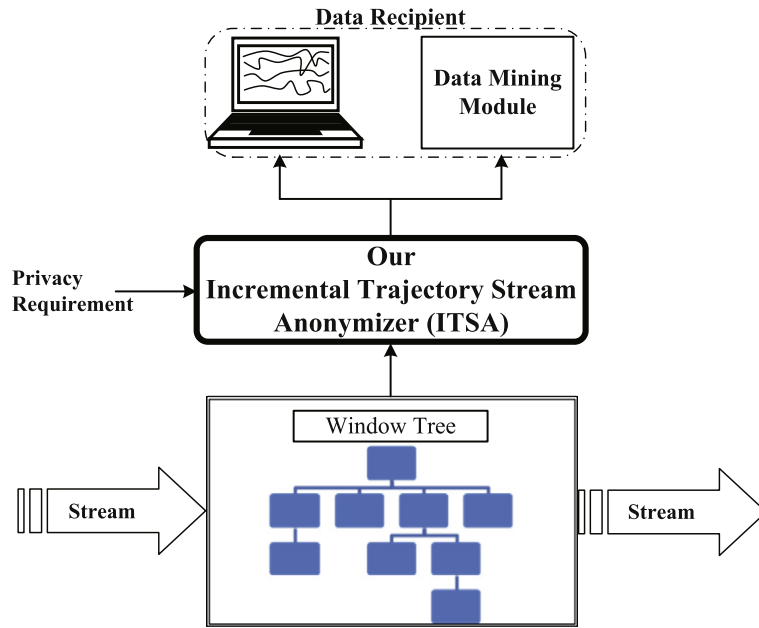 Data Recipient
Data Mining
Module
Our
Incremental Trajectory Stream
Anonymizer (ITSA)
Privacy
Requirement
Window Tree
Stream
Stream